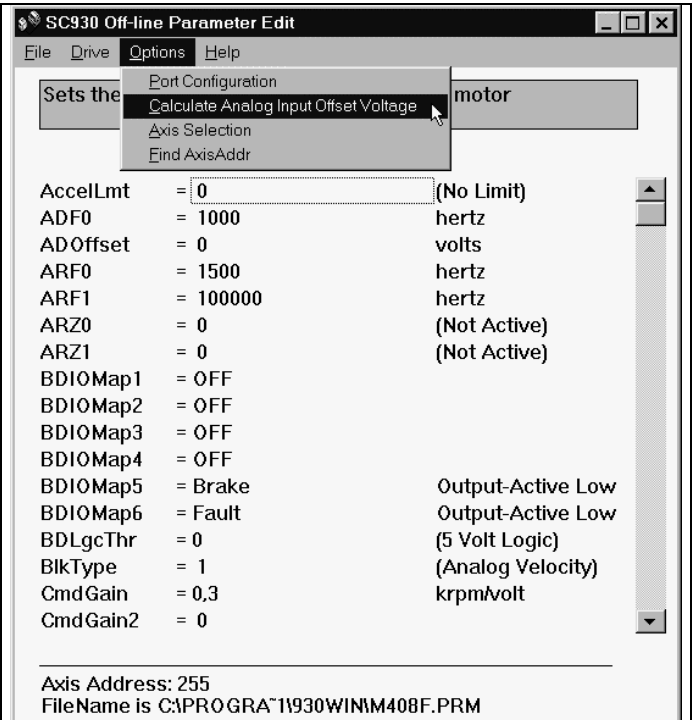 SC930 Off-line Parameter Edit
File Drive Options Help
Port Configuration
Sets the Calculate Analog Input Offset Voltage motor
Axis Selection
Find AxisAddr
AccelLmt = 0 (No Limit)
ADF0 = 1000 hertz
ADOffset = 0 volts
ARF0 = 1500 hertz
ARF1 = 100000 hertz
ARZ0 = 0 (Not Active)
ARZ1 = 0 (Not Active)
BDIOMap1 = OFF
BDIOMap2 = OFF
BDIOMap3 = OFF
BDIOMap4 = OFF
BDIOMap5 = Brake Output-Active Low
BDIOMap6 = Fault Output-Active Low
BDLgcThr = 0 (5 Volt Logic)
BlkType = 1 (Analog Velocity)
CmdGain = 0,3 krpm/volt
CmdGain2 = 0
Axis Address: 255
FileName is C:\PROGRA~1\930WIN\M408F.PRM